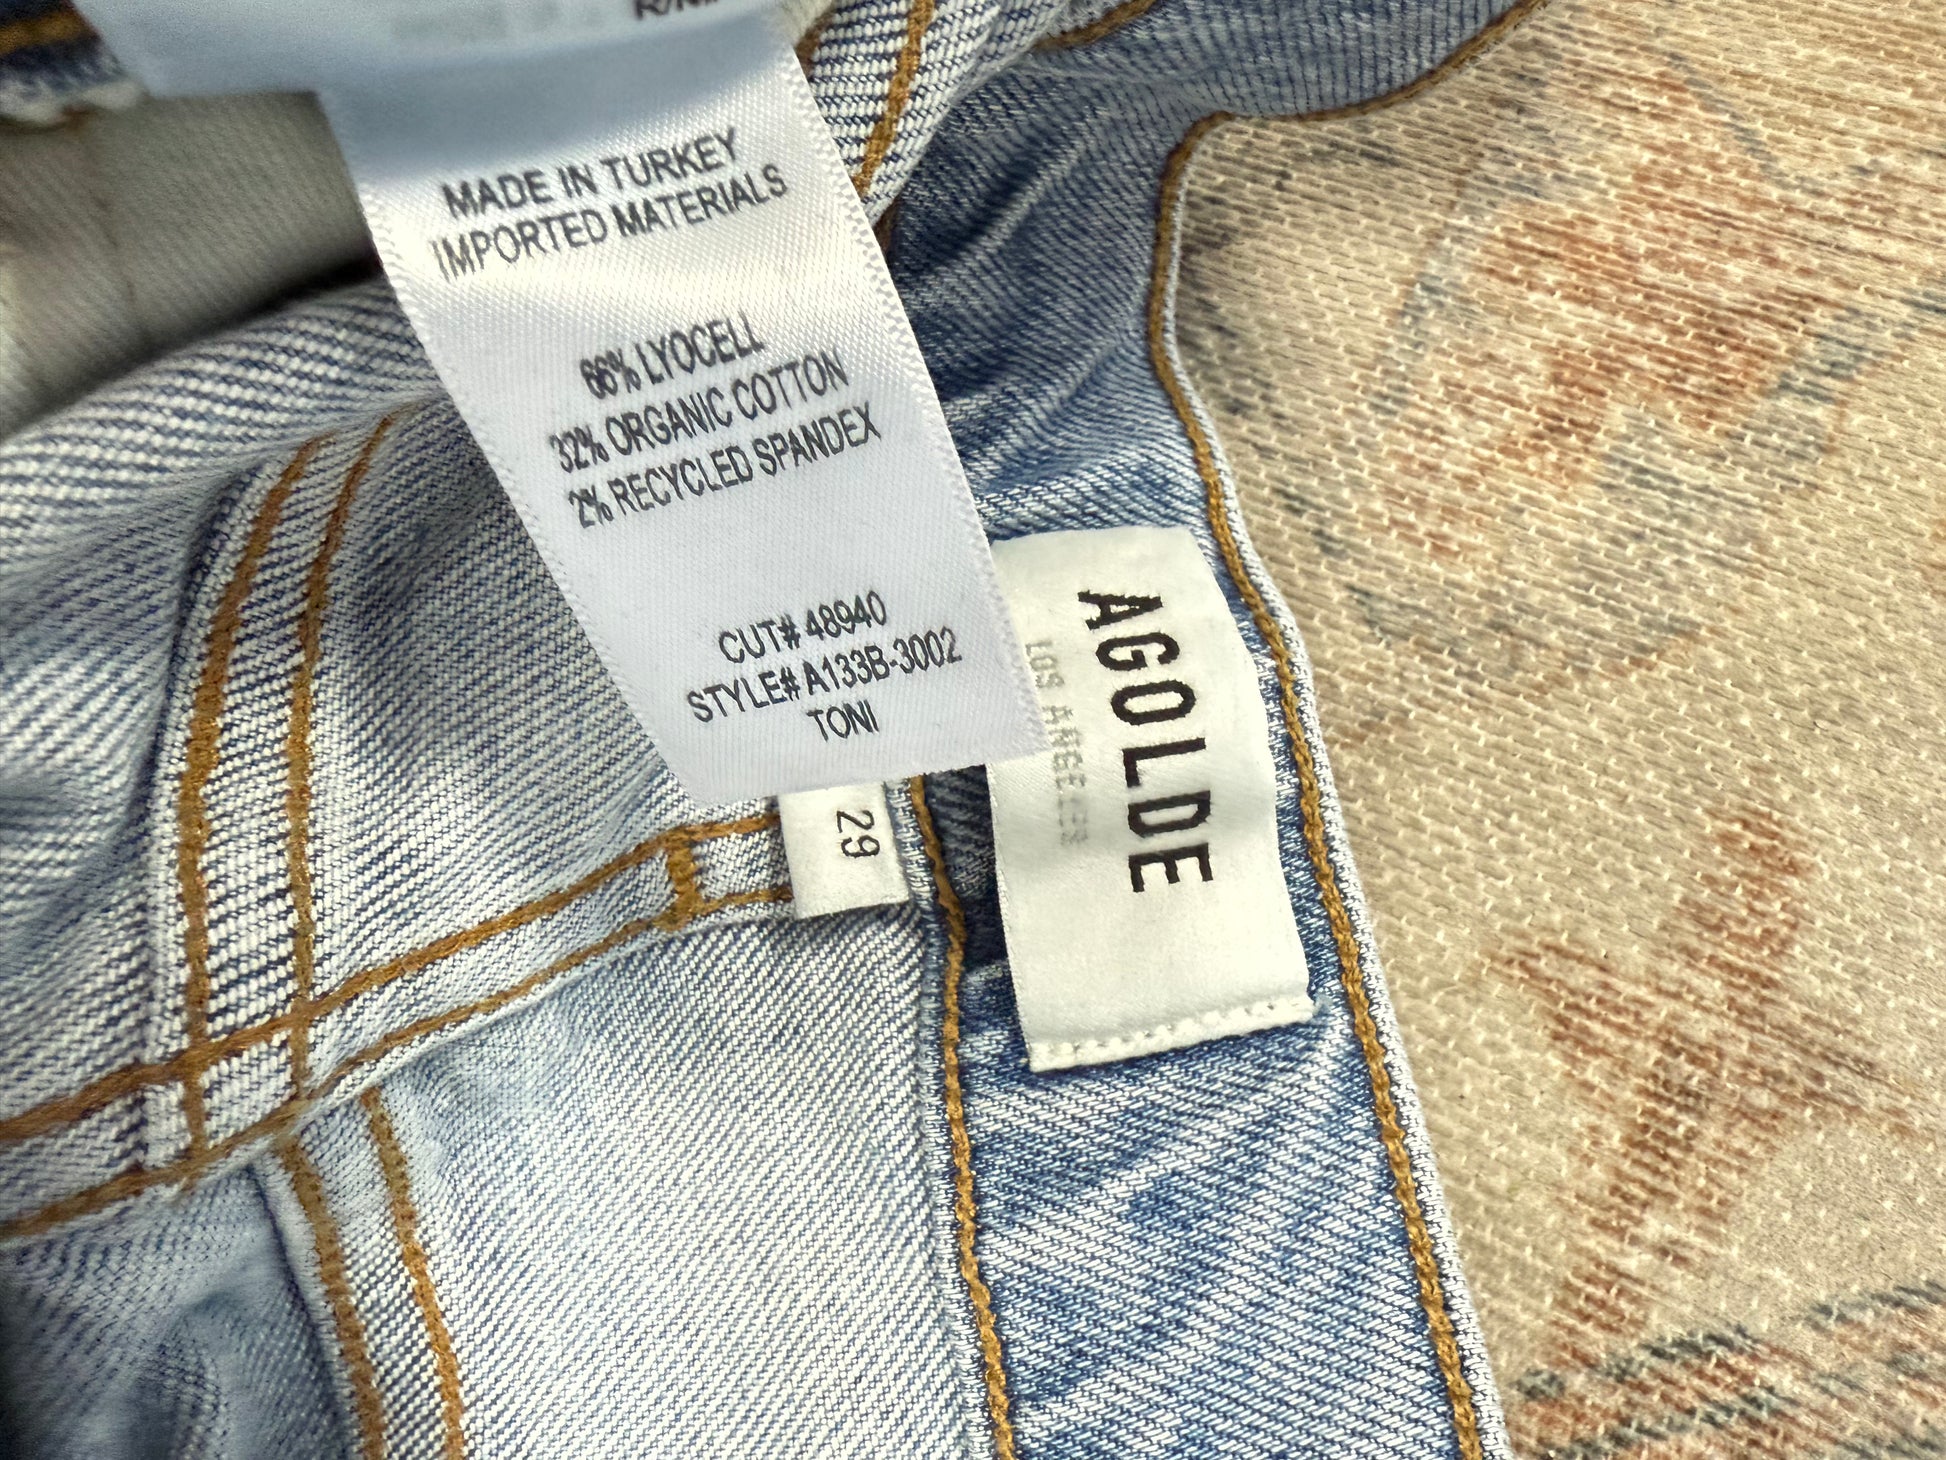 MADE IN TURKEY
IMPORTED MATERIALS
66% LYOCELL
32% ORGANIC COTTON
2% RECYCLED SPANDEX
CUT# 48940
STYLE# A133B-3002
TONI
29
AGOLDE
LOS ANGELES